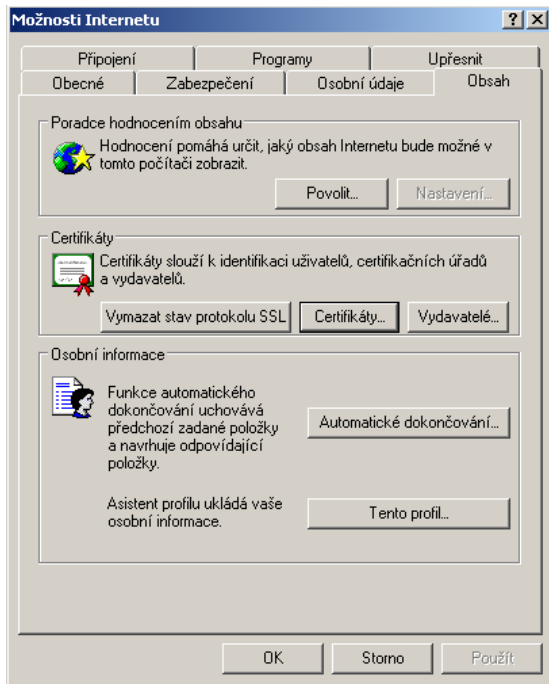 Možnosti Internetu
Připojení
Programy
Upřesnit
Obecné
Zabezpečení
Osobní údaje
Obsah
Poradce hodnocením obsahu
Hodnocení pomáhá určit, jaký obsah Internetu bude možné v
tomto počítači zobrazit.
Povolit...
Nastavení...
Certifikáty
Certifikáty slouží k identifikaci uživatelů, certifikačních úřadů
a vydavatelů.
Vymazat stav protokolu SSL
Certifikáty...
Vydavatelé...
Osobní informace
Funkce automatického
dokončování uchovává
předchozí zadané položky
a navrhuje odpovídající
položky.
Automatické dokončování...
Asistent profilu ukládá vaše
osobní informace.
Tento profil...
OK
Storno
Použít